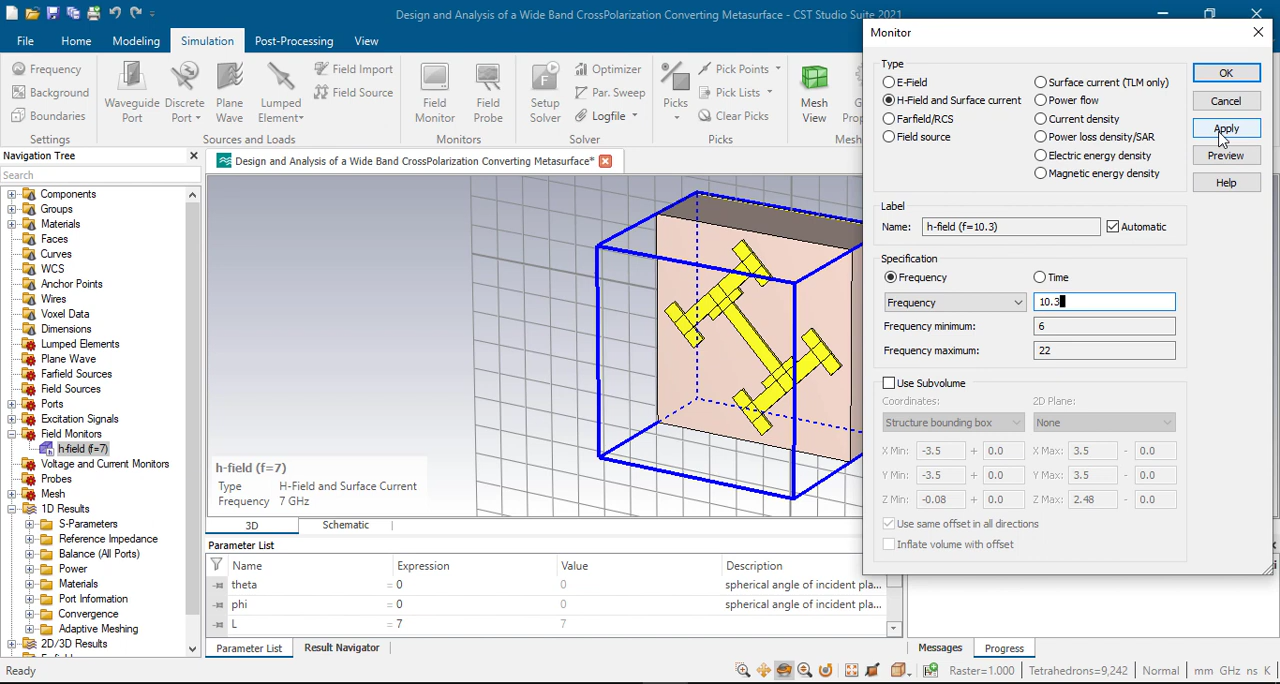 Design and Analysis of a Wide Band CrossPolarization Converting Metasurface* - CST Studio Suite 2021
File Home Modeling Simulation Post-Processing View
Frequency
Background
Boundaries
Settings
Waveguide Port
Discrete Port
Plane Wave
Lumped Element
Field Import
Field Source
Sources and Loads
Field Monitor
Field Probe
Monitors
Setup Solver
Optimizer
Par. Sweep
Logfile
Solver
Picks
Pick Points
Pick Lists
Clear Picks
Picks
Mesh View
Mesh
Navigation Tree
Search
Components
Groups
Materials
Faces
Curves
WCS
Anchor Points
Wires
Voxel Data
Dimensions
Lumped Elements
Plane Wave
Farfield Sources
Field Sources
Ports
Excitation Signals
Field Monitors
h-field (f=7)
Voltage and Current Monitors
Probes
Mesh
1D Results
S-Parameters
Reference Impedance
Balance (All Ports)
Power
Materials
Port Information
Convergence
Adaptive Meshing
2D/3D Results
Design and Analysis of a Wide Band CrossPolarization Converting Metasurface*
h-field (f=7)
Type H-Field and Surface Current
Frequency 7 GHz
3D Schematic
Parameter List
Name Expression Value Description
theta = 0 0 spherical angle of incident pla...
phi = 0 0 spherical angle of incident pla...
L = 7 7
Parameter List Result Navigator
Messages Progress
Ready
Raster=1.000 Tetrahedrons=9,242 Normal mm GHz ns K
Monitor
Type
E-Field
H-Field and Surface current
Farfield/RCS
Field source
Surface current (TLM only)
Power flow
Current density
Power loss density/SAR
Electric energy density
Magnetic energy density
OK
Cancel
Apply
Preview
Help
Label
Name: h-field (f=10.3) Automatic
Specification
Frequency Time
Frequency 10.3
Frequency minimum: 6
Frequency maximum: 22
Use Subvolume
Coordinates: 2D Plane:
Structure bounding box None
X Min: -3.5 + 0.0 X Max: 3.5 - 0.0
Y Min: -3.5 + 0.0 Y Max: 3.5 - 0.0
Z Min: -0.08 + 0.0 Z Max: 2.48 - 0.0
Use same offset in all directions
Inflate volume with offset